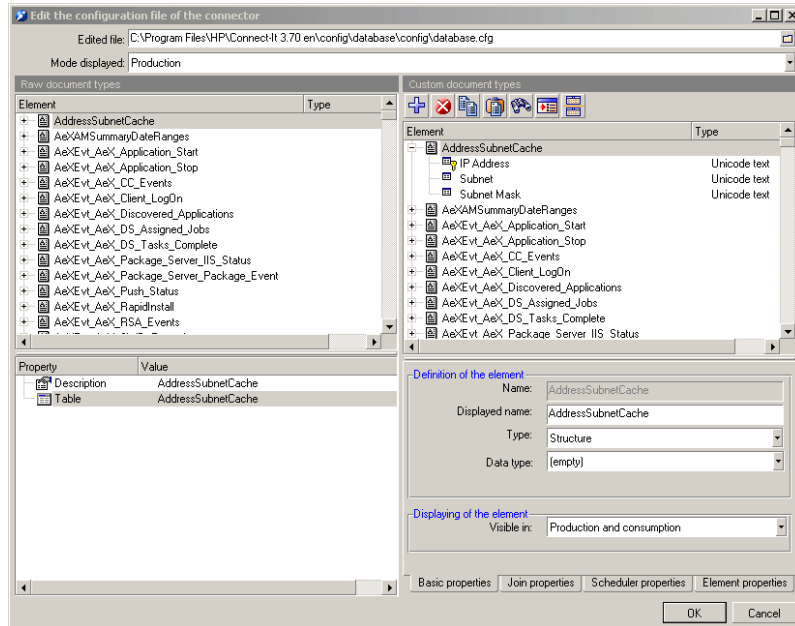 Edit the configuration file of the connector
Edited file: C:\Program Files\HP\Connect-It 3.70 en\config\database\config\database.cfg
Mode displayed: Production
Raw document types
Element Type
AddressSubnetCache
AeXAMSummaryDateRanges
AeXEvt_AeX_Application_Start
AeXEvt_AeX_Application_Stop
AeXEvt_AeX_CC_Events
AeXEvt_AeX_Client_LogOn
AeXEvt_AeX_Discovered_Applications
AeXEvt_AeX_DS_Assigned_Jobs
AeXEvt_AeX_DS_Tasks_Complete
AeXEvt_AeX_Package_Server_IIS_Status
AeXEvt_AeX_Package_Server_Package_Event
AeXEvt_AeX_Push_Status
AeXEvt_AeX_RapidInstall
AeXEvt_AeX_RSA_Events
Property Value
Description AddressSubnetCache
Table AddressSubnetCache
Custom document types
Element Type
AddressSubnetCache
IP Address Unicode text
Subnet Unicode text
Subnet Mask Unicode text
AeXAMSummaryDateRanges
AeXEvt_AeX_Application_Start
AeXEvt_AeX_Application_Stop
AeXEvt_AeX_CC_Events
AeXEvt_AeX_Client_LogOn
AeXEvt_AeX_Discovered_Applications
AeXEvt_AeX_DS_Assigned_Jobs
AeXEvt_AeX_DS_Tasks_Complete
AeXEvt_AeX_Package_Server_IIS_Status
Definition of the element
Name: AddressSubnetCache
Displayed name: AddressSubnetCache
Type: Structure
Data type: (empty)
Displaying of the element
Visible in: Production and consumption
Basic properties Join properties Scheduler properties Element properties
OK Cancel